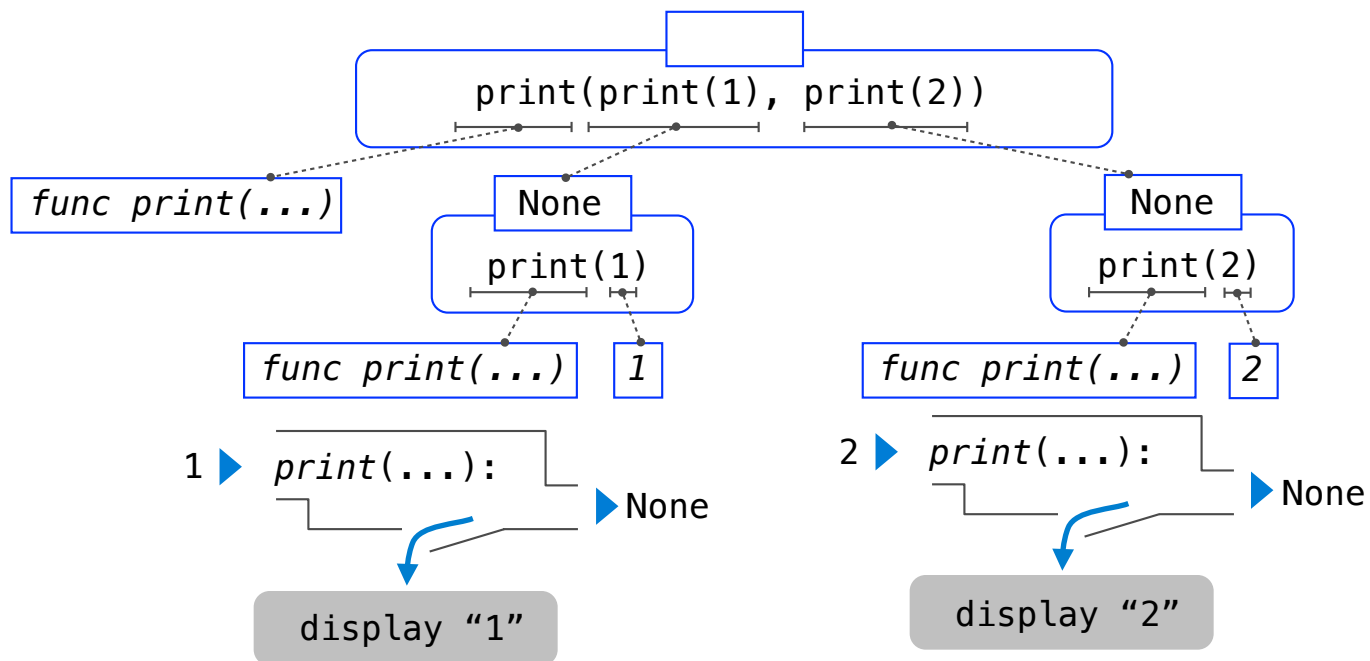 print(print(1), print(2))
func print(...)
None
None
print(1)
print(2)
func print(...)
1
func print(...)
2
1
print(...):
None
2
print(...):
None
display “1”
display “2”